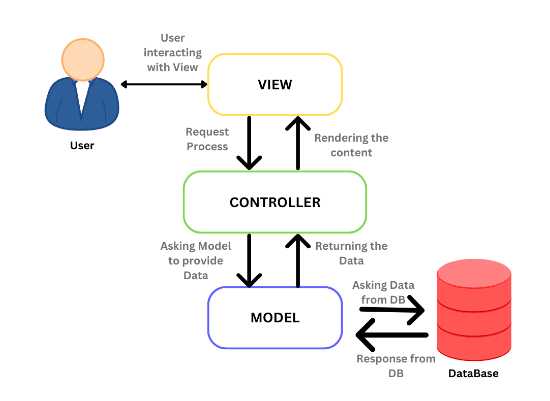 User
interacting
with View
VIEW
User
Request
Process
Rendering the
content
CONTROLLER
Asking Model
to provide
Data
Returning the
Data
MODEL
Asking Data
from DB
Response from
DB
DataBase